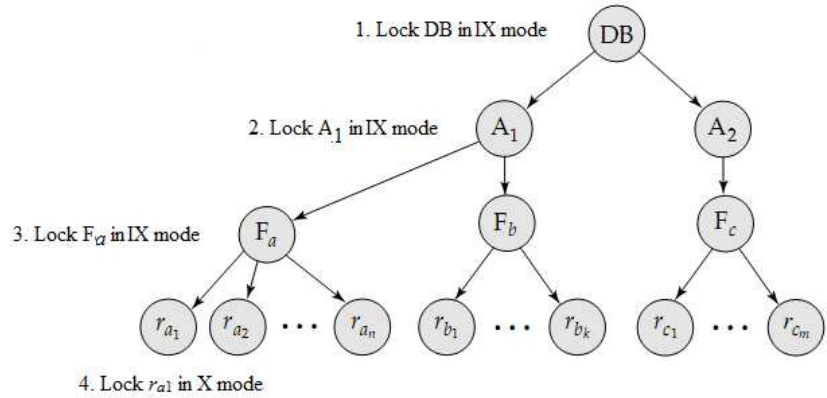 1. Lock DB in IX mode
DB
2. Lock A1 in IX mode
A1
A2
3. Lock Fa in IX mode
Fa
Fb
Fc
ra1 ra2 ... ran rb1 ... rbk rc1 ... rcm
4. Lock ra1 in X mode